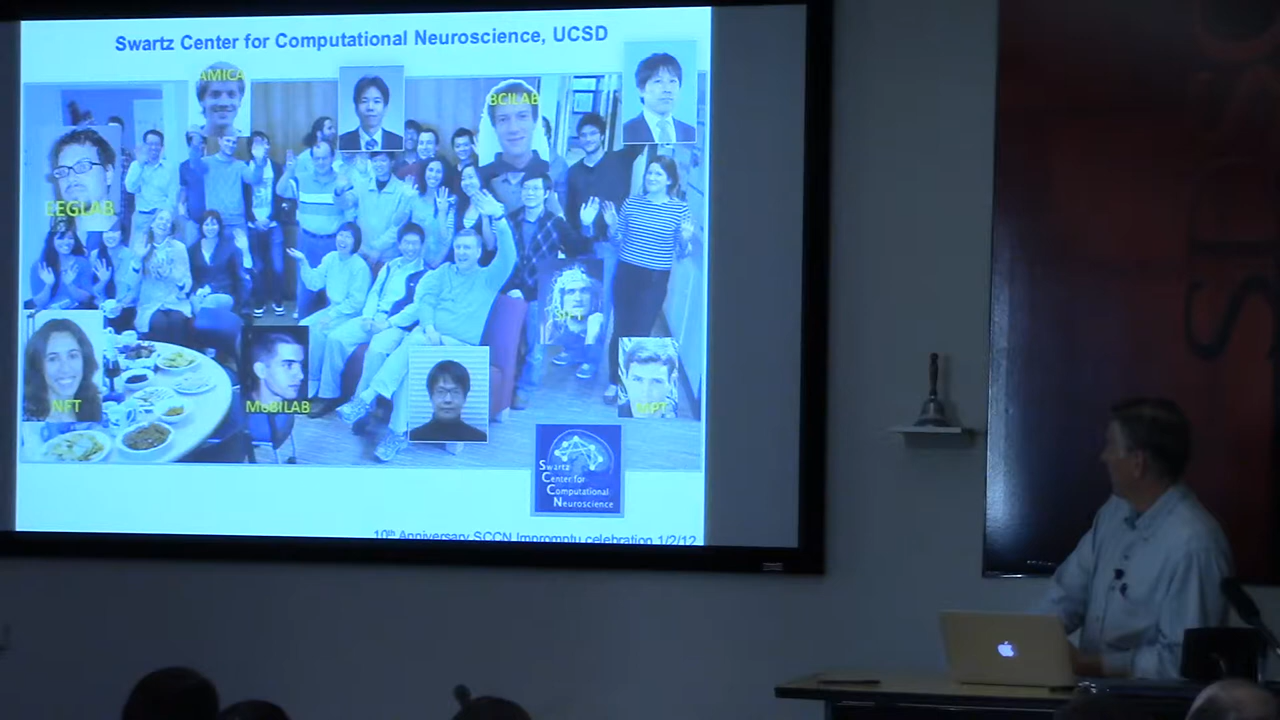 Swartz Center for Computational Neuroscience, UCSD
AMICA
BCILAB
EEGLAB
SIFT
NFT
MoBILAB
MPT
Swartz
Center for
Computational
Neuroscience
10th Anniversary SCCN Impromptu celebration 1/2/12